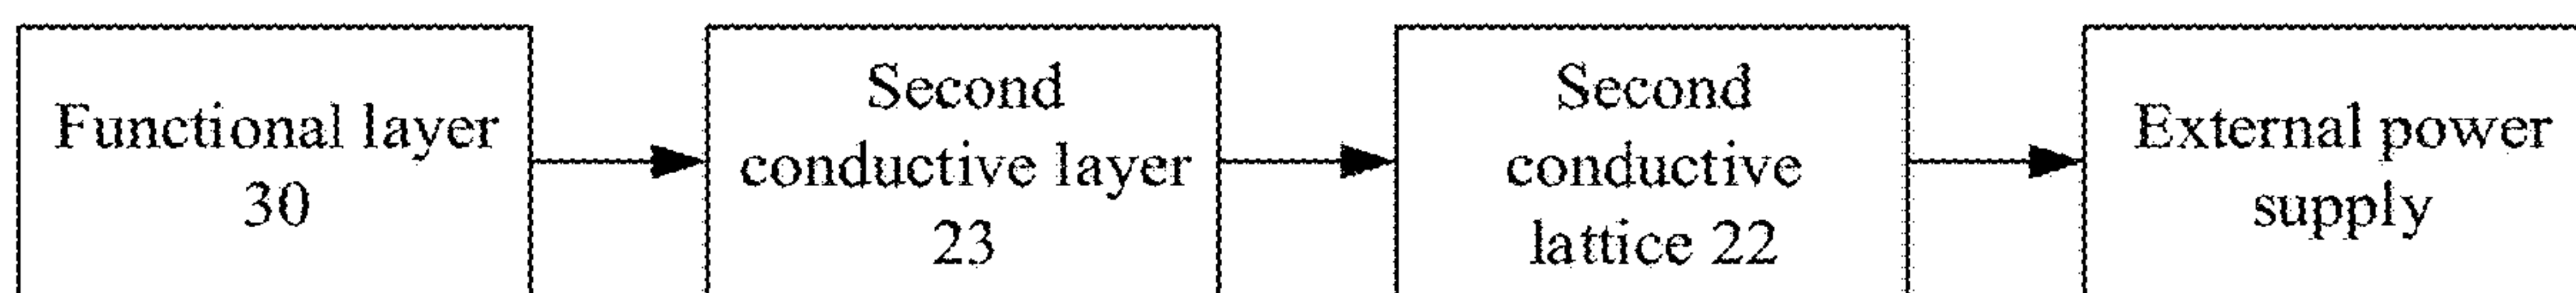 Functional layer
30
Second
conductive layer
23
Second
conductive
lattice 22
External power
supply